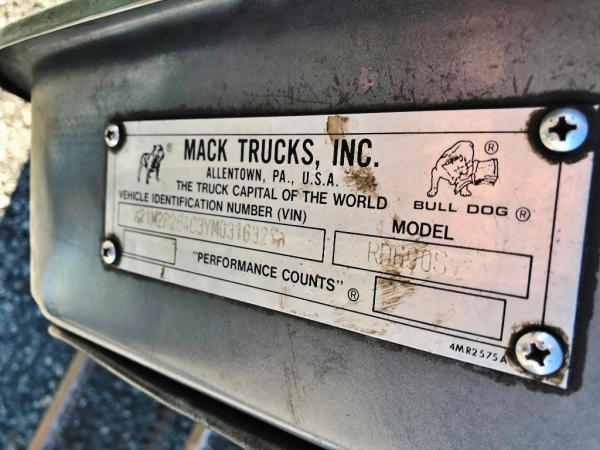 MACK TRUCKS, INC.
ALLENTOWN, PA., U.S.A.
THE TRUCK CAPITAL OF THE WORLD
VEHICLE IDENTIFICATION NUMBER (VIN)
® ®
BULL DOG ®
MODEL
RD690S
"PERFORMANCE COUNTS" ®
4MR2575A